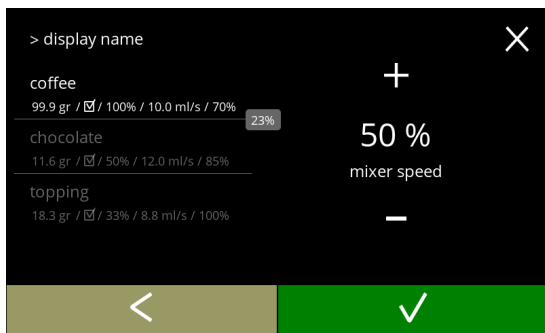 > display name
coffee
99.9 gr / ☑ / 100% / 10.0 ml/s / 70%
23%
chocolate
11.6 gr / ☑ / 50% / 12.0 ml/s / 85%
topping
18.3 gr / ☑ / 33% / 8.8 ml/s / 100%
50 %
mixer speed